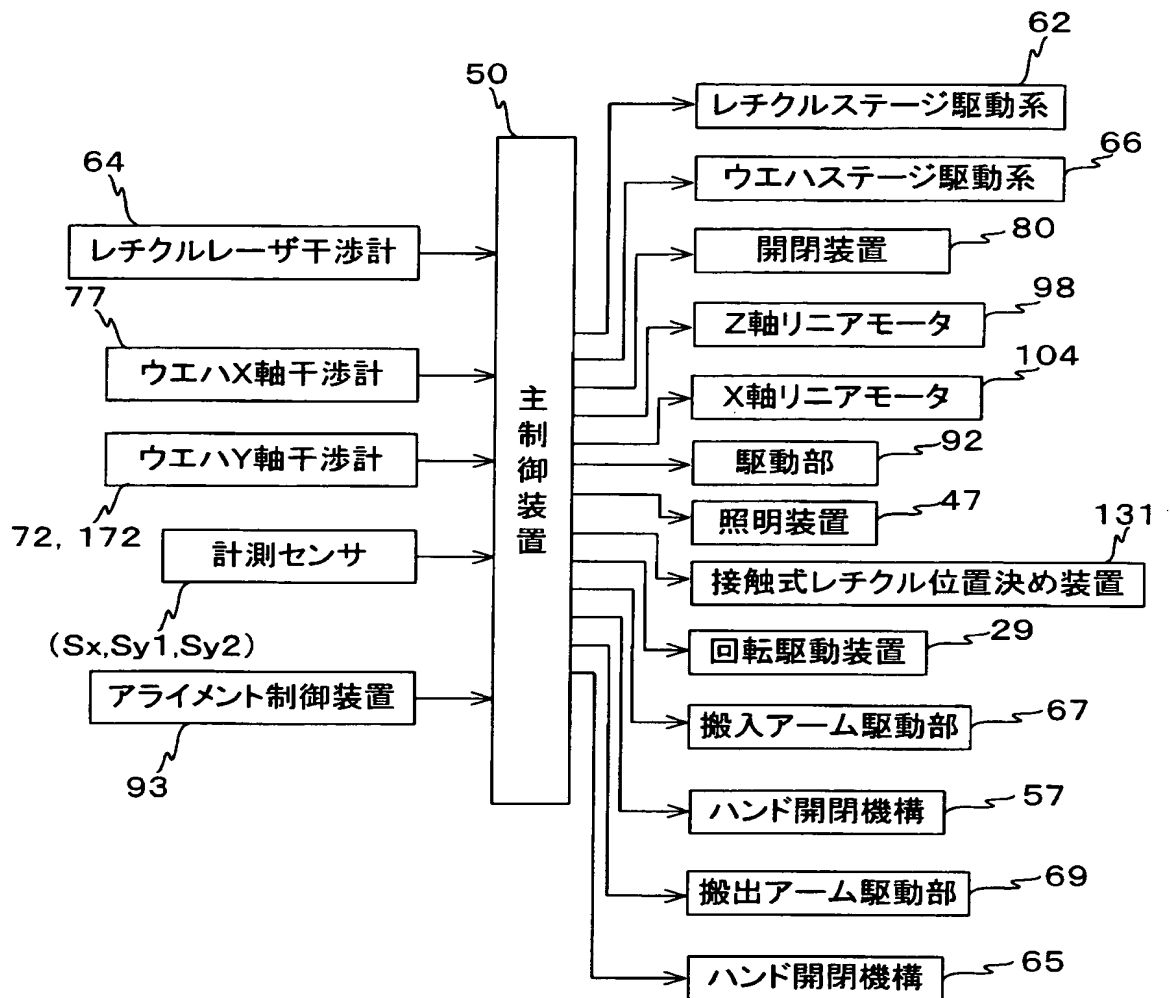 50
64
レチクルレーザ干渉計
77
ウエハX軸干渉計
ウエハY軸干渉計
72, 172
計測センサ
(Sx,Sy1,Sy2)
アライメント制御装置
93
主制御装置
62
レチクルステージ駆動系
66
ウエハステージ駆動系
開閉装置
80
98
Z軸リニアモータ
104
X軸リニアモータ
92
駆動部
照明装置
47
131
接触式レチクル位置決め装置
29
回転駆動装置
67
搬入アーム駆動部
57
ハンド開閉機構
搬出アーム駆動部
69
ハンド開閉機構
65